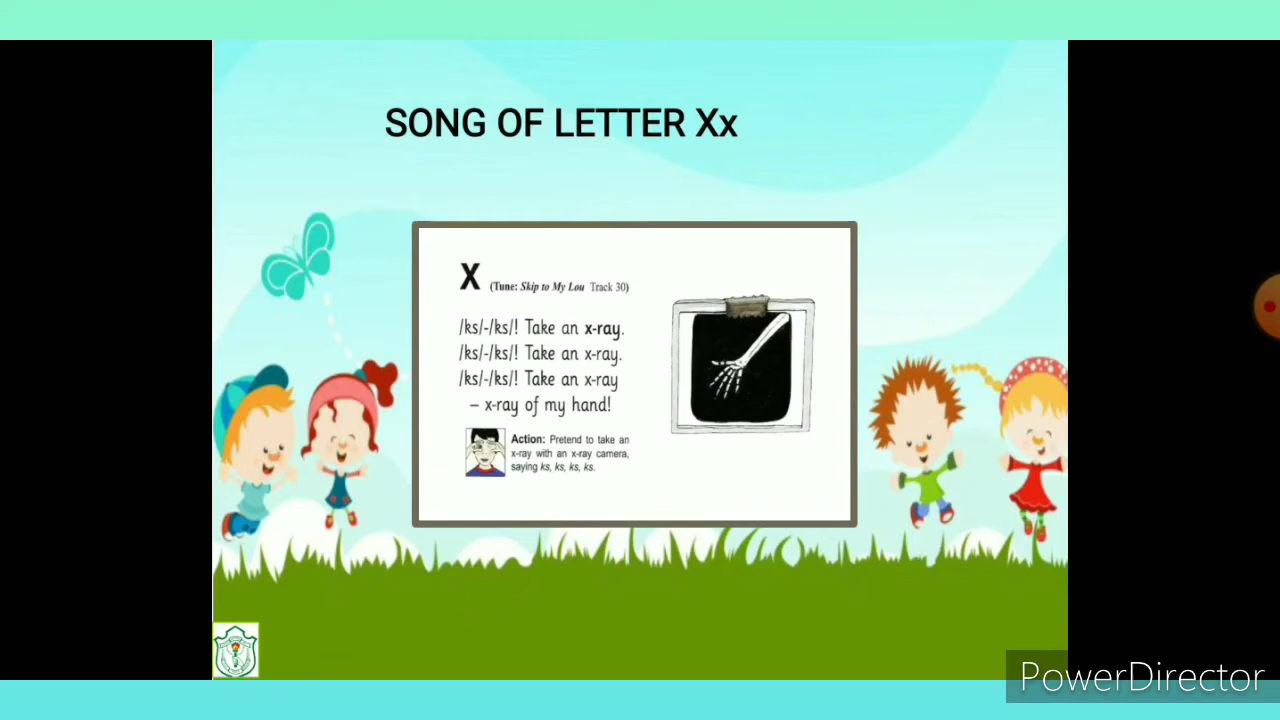 SONG OF LETTER Xx
X (Tune: Skip to My Lou Track 30)
/ks/-/ks/! Take an x-ray.
/ks/-/ks/! Take an x-ray.
/ks/-/ks/! Take an x-ray
– x-ray of my hand!
Action: Pretend to take an
x-ray with an x-ray camera,
saying ks, ks, ks, ks.
PowerDirector